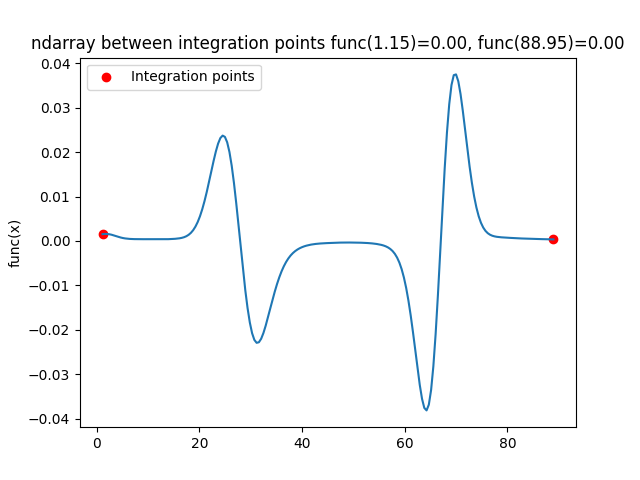 ndarray between integration points func(1.15)=0.00, func(88.95)=0.00
0.04
Integration points
0.03
0.02
0.01
0.00
−0.01
−0.02
−0.03
−0.04
func(x)
0 20 40 60 80